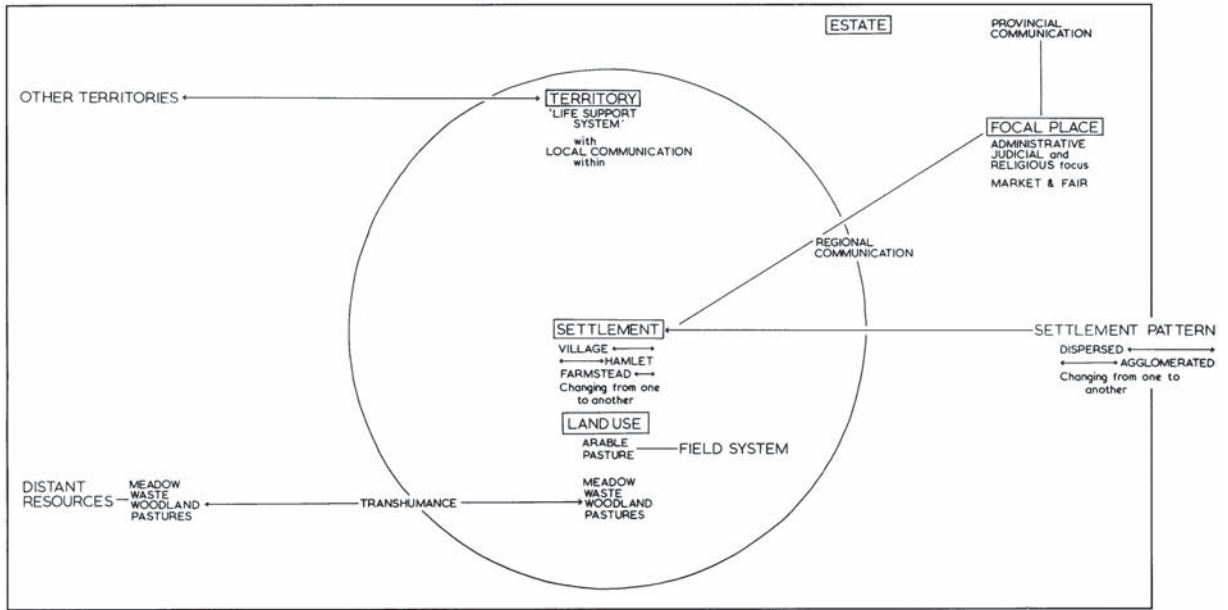 ESTATE
PROVINCIAL
COMMUNICATION
OTHER TERRITORIES
TERRITORY
'LIFE SUPPORT
SYSTEM'
with
LOCAL COMMUNICATION
within
FOCAL PLACE
ADMINISTRATIVE
JUDICIAL and
RELIGIOUS focus
MARKET & FAIR
REGIONAL
COMMUNICATION
SETTLEMENT
VILLAGE
HAMLET
FARMSTEAD
Changing from one
to another
SETTLEMENT PATTERN
DISPERSED
AGGLOMERATED
Changing from one to
another
LAND USE
ARABLE
PASTURE
FIELD SYSTEM
DISTANT
RESOURCES
MEADOW
WASTE
WOODLAND
PASTURES
TRANSHUMANCE
MEADOW
WASTE
WOODLAND
PASTURES